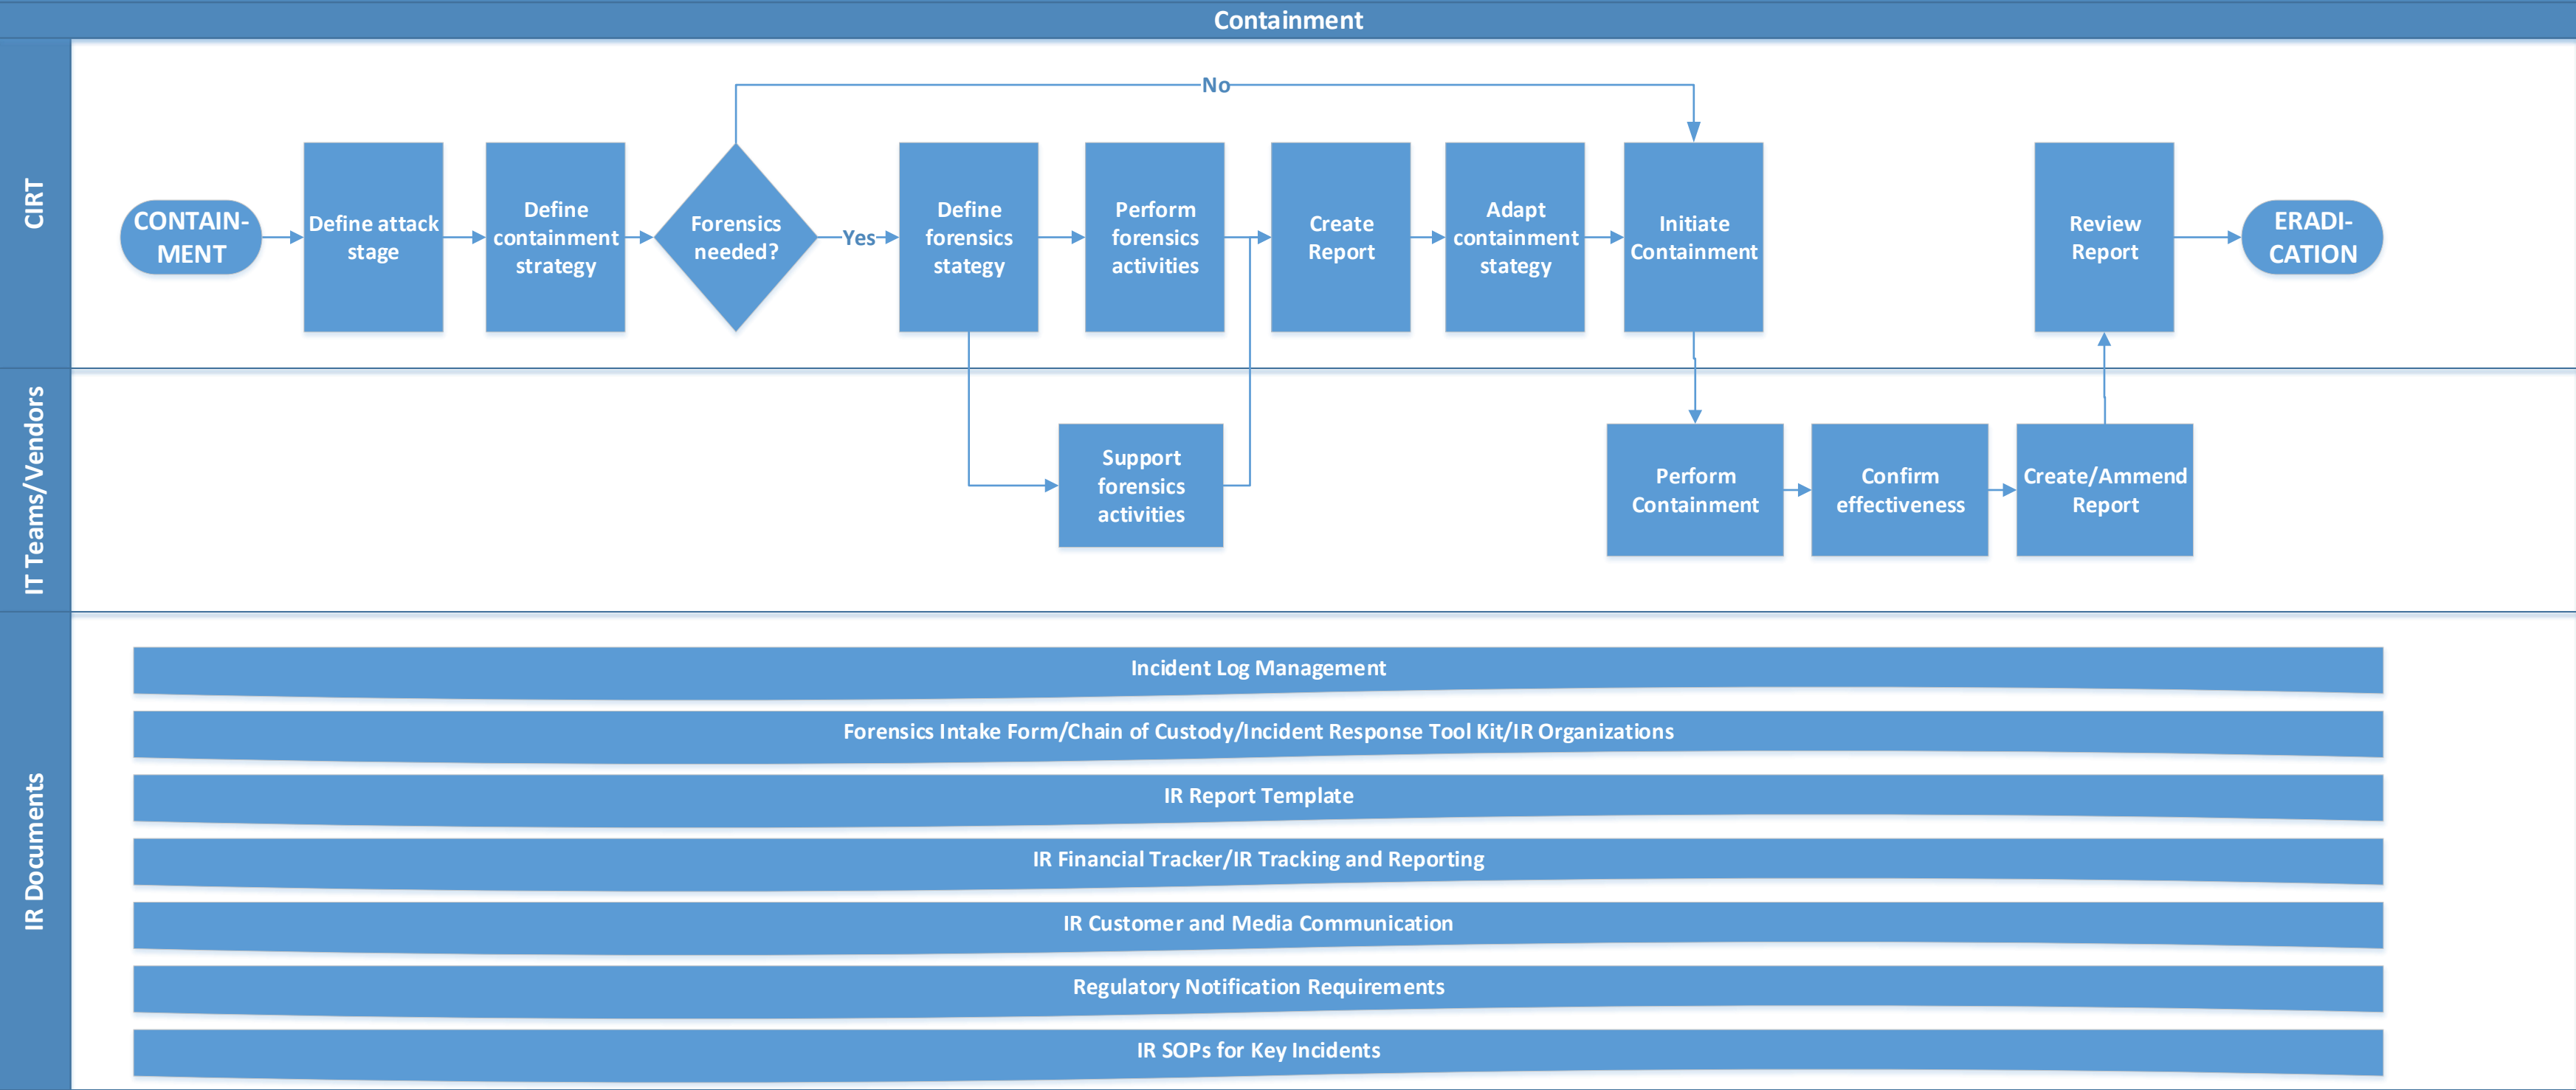 Containment
CIRT
No
CONTAIN-
MENT
Define attack
stage
Define
containment
strategy
Forensics
needed?
Yes
Define
forensics
stategy
Perform
forensics
activities
Create
Report
Adapt
containment
stategy
Initiate
Containment
Review
Report
ERADI-
CATION
IT Teams/Vendors
Support
forensics
activities
Perform
Containment
Confirm
effectiveness
Create/Ammend
Report
IR Documents
Incident Log Management
Forensics Intake Form/Chain of Custody/Incident Response Tool Kit/IR Organizations
IR Report Template
IR Financial Tracker/IR Tracking and Reporting
IR Customer and Media Communication
Regulatory Notification Requirements
IR SOPs for Key Incidents